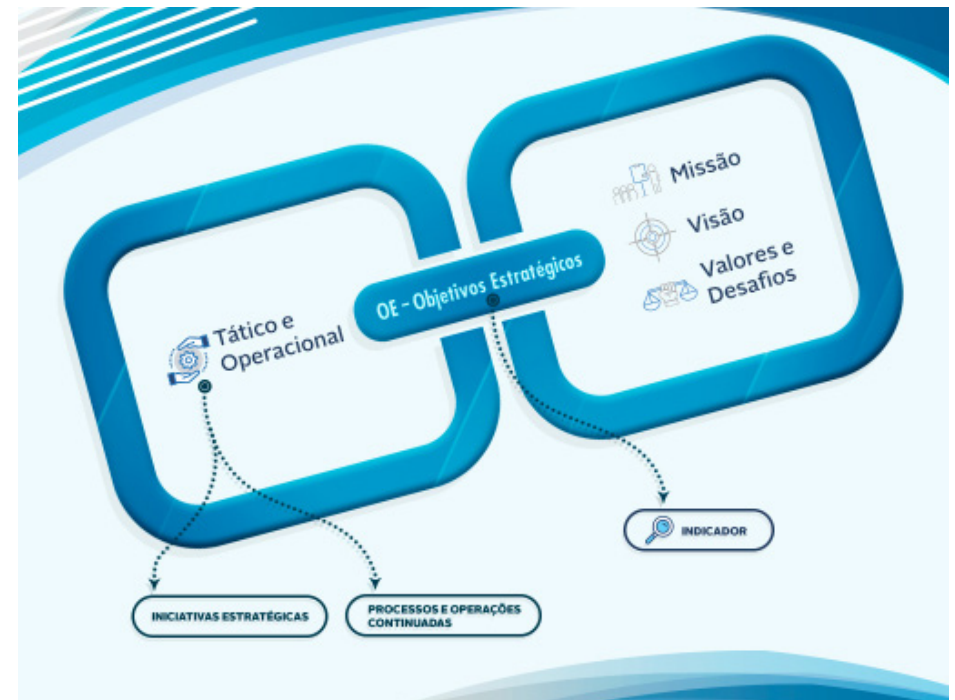 Missão
Visão
Valores e
Desafios
OE – Objetivos Estratégicos
Tático e
Operacional
INDICADOR
INICIATIVAS ESTRATÉGICAS
PROCESSOS E OPERAÇÕES
CONTINUADAS